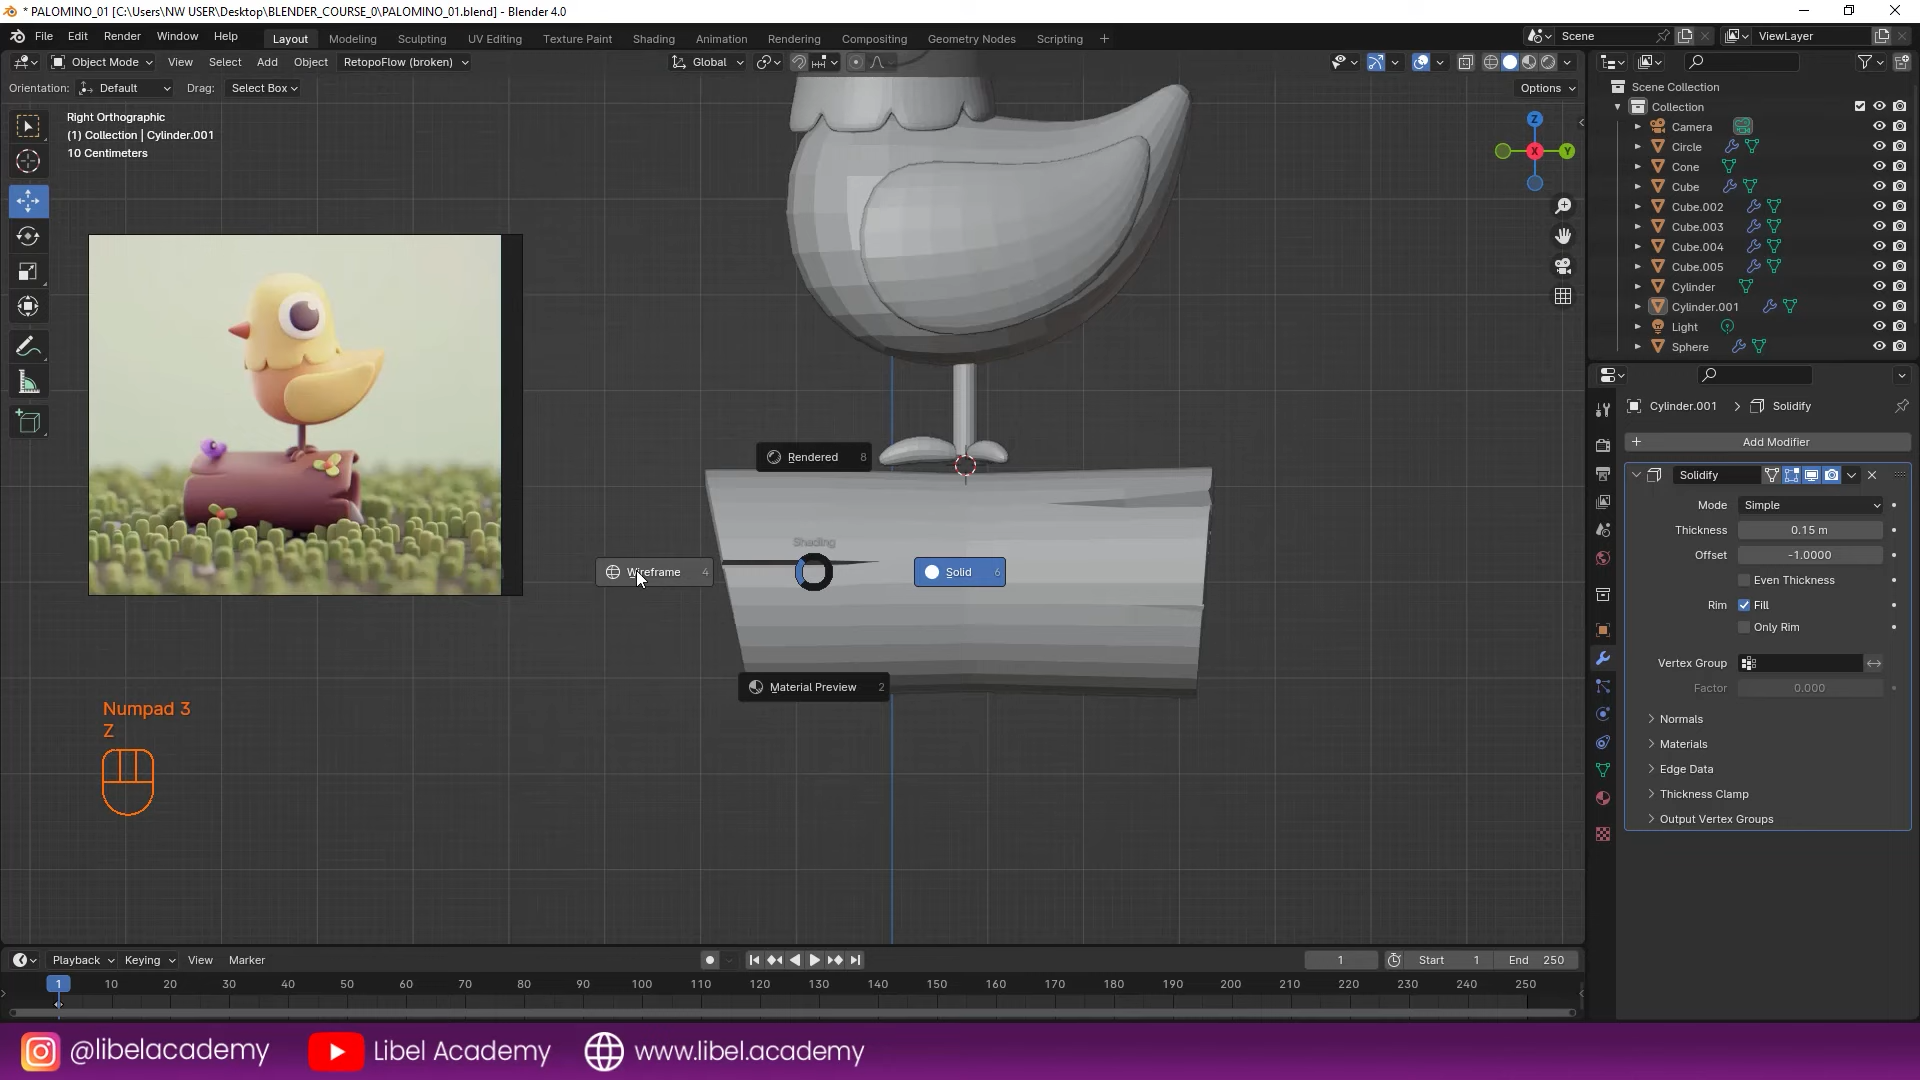 * PALOMINO_01 [C:\Users\NW USER\Desktop\BLENDER_COURSE_0\PALOMINO_01.blend] - Blender 4.0
File Edit Render Window Help Layout Modeling Sculpting UV Editing Texture Paint Shading Animation Rendering Compositing Geometry Nodes Scripting + Scene ViewLayer
Object Mode View Select Add Object RetopoFlow (broken) Global
Orientation: Default Drag: Select Box Options
Right Orthographic
(1) Collection | Cylinder.001
10 Centimeters
Z
X
Y
Rendered 8
Shading
Wireframe 4
Solid 6
Material Preview 2
Numpad 3
Z
Scene Collection
Collection
Camera
Circle
Cone
Cube
Cube.002
Cube.003
Cube.004
Cube.005
Cylinder
Cylinder.001
Light
Sphere
Cylinder.001 > Solidify
+ Add Modifier
Solidify
Mode Simple
Thickness 0.15 m
Offset -1.0000
Even Thickness
Rim Fill
Only Rim
Vertex Group
Factor 0.000
Normals
Materials
Edge Data
Thickness Clamp
Output Vertex Groups
Playback Keying View Marker 1 Start 1 End 250
1 10 20 30 40 50 60 70 80 90 100 110 120 130 140 150 160 170 180 190 200 210 220 230 240 250
@libelacademy Libel Academy www.libel.academy